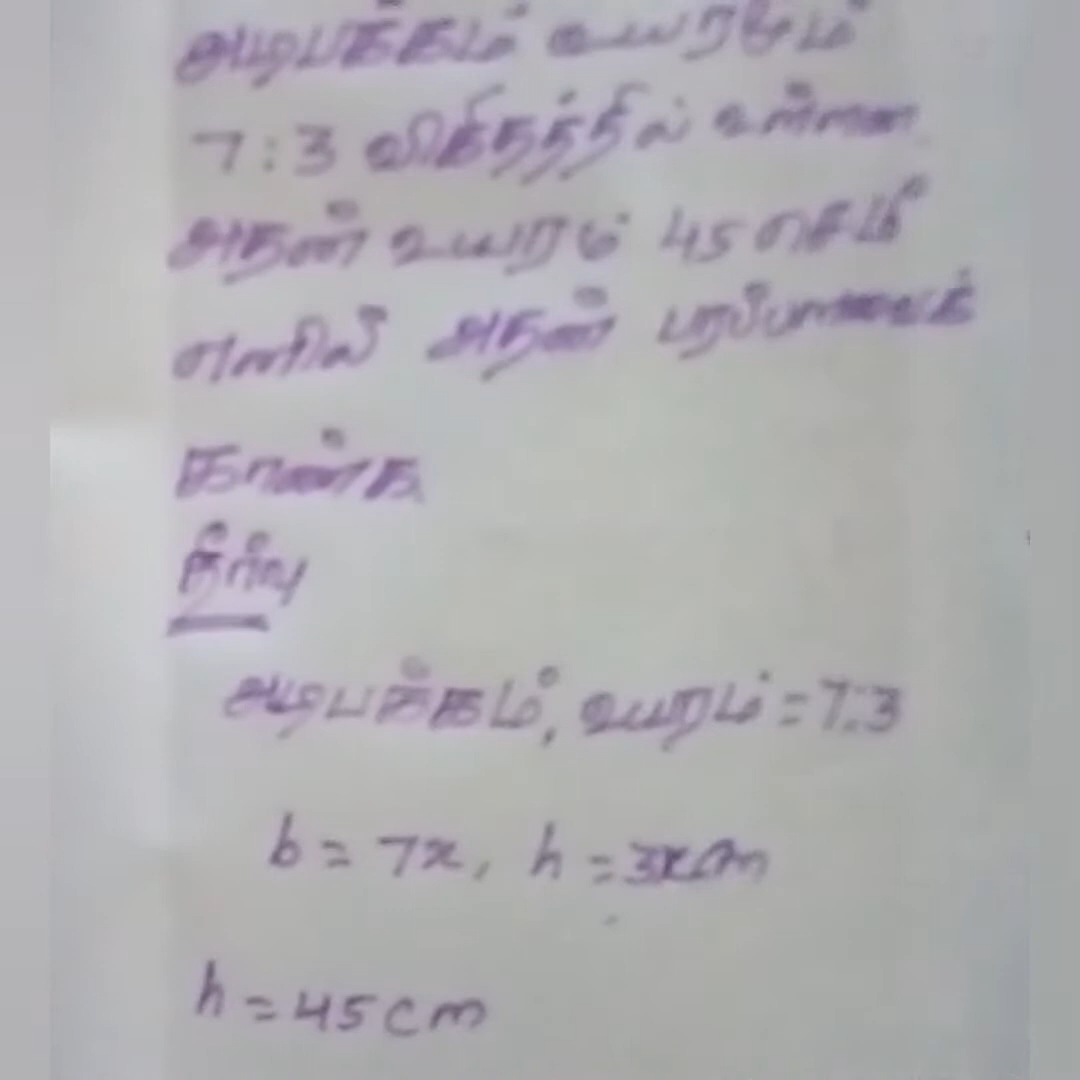 அடிபக்கம் உயரமும்
7:3 விகிதத்தில் உள்ளன
அதன் உயரம் 45 செமீ
எனில் அதன் பரப்பளவைக்
காண்க
தீர்வு
அடிபக்கம், உயரம் = 7:3
b = 7x, h = 3x cm
h = 45 cm